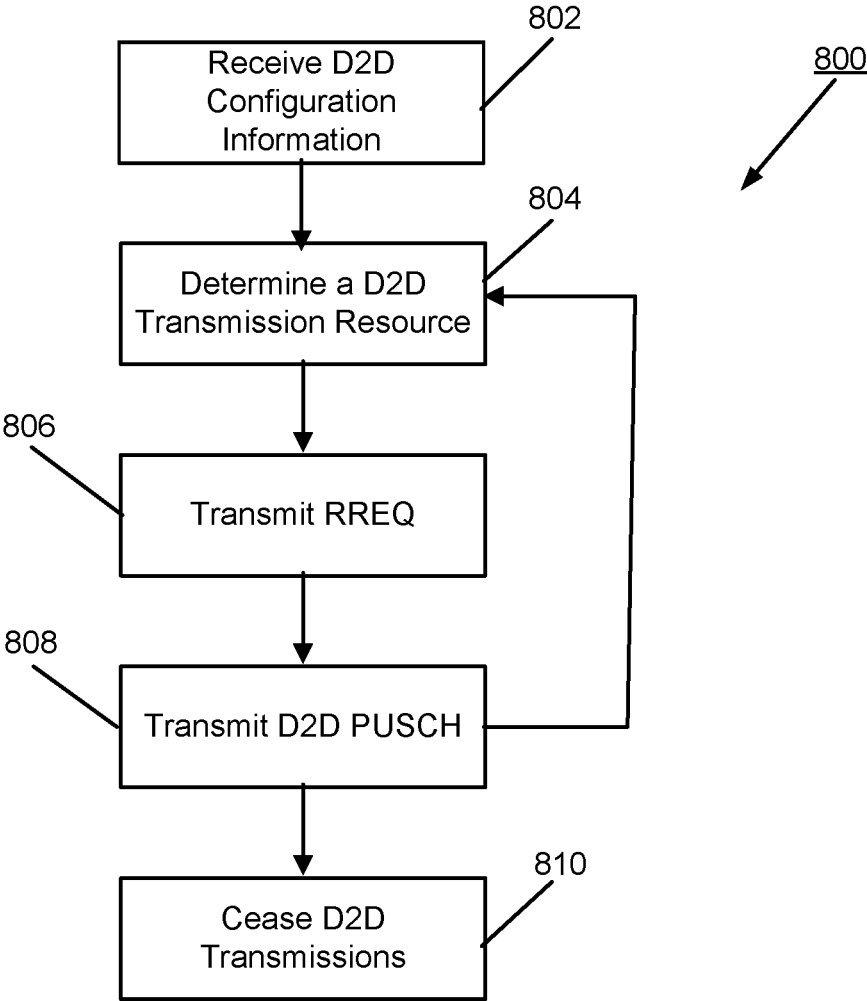 802
800
Receive D2D
Configuration
Information
804
Determine a D2D
Transmission Resource
806
Transmit RREQ
808
Transmit D2D PUSCH
810
Cease D2D
Transmissions